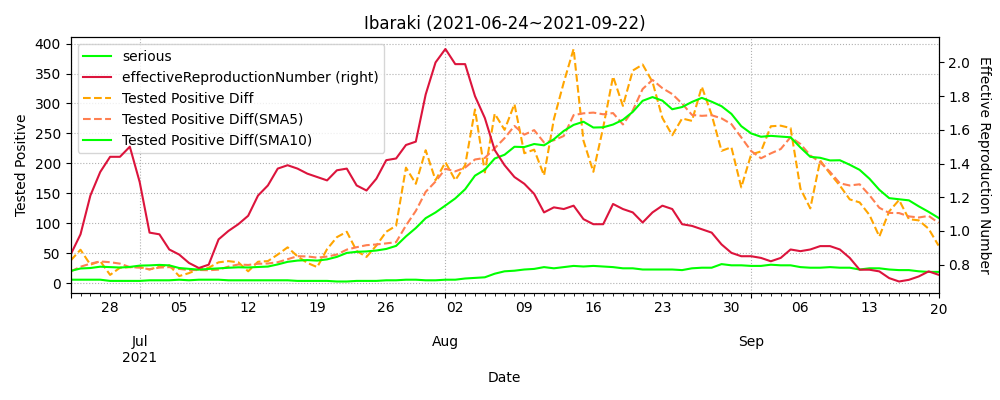 Ibaraki (2021-06-24~2021-09-22)
serious
effectiveReproductionNumber (right)
Tested Positive Diff
Tested Positive Diff(SMA5)
Tested Positive Diff(SMA10)
Tested Positive
400
350
300
250
200
150
100
50
0
Effective Reproduction Number
2.0
1.8
1.6
1.4
1.2
1.0
0.8
28 05 12 19 26 02 09 16 23 30 06 13 20
Jul Aug Sep
2021
Date